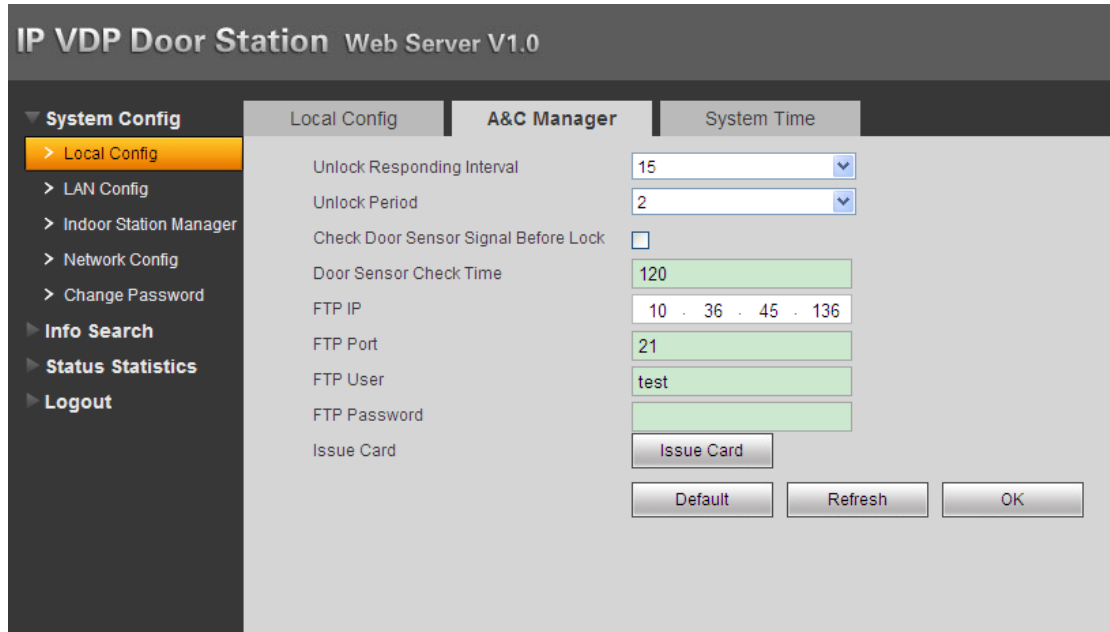 IP VDP Door Station Web Server V1.0
System Config
> Local Config
> LAN Config
> Indoor Station Manager
> Network Config
> Change Password
Info Search
Status Statistics
Logout
Local Config A&C Manager System Time
Unlock Responding Interval 15
Unlock Period 2
Check Door Sensor Signal Before Lock
Door Sensor Check Time 120
FTP IP 10 . 36 . 45 . 136
FTP Port 21
FTP User test
FTP Password
Issue Card Issue Card
Default Refresh OK